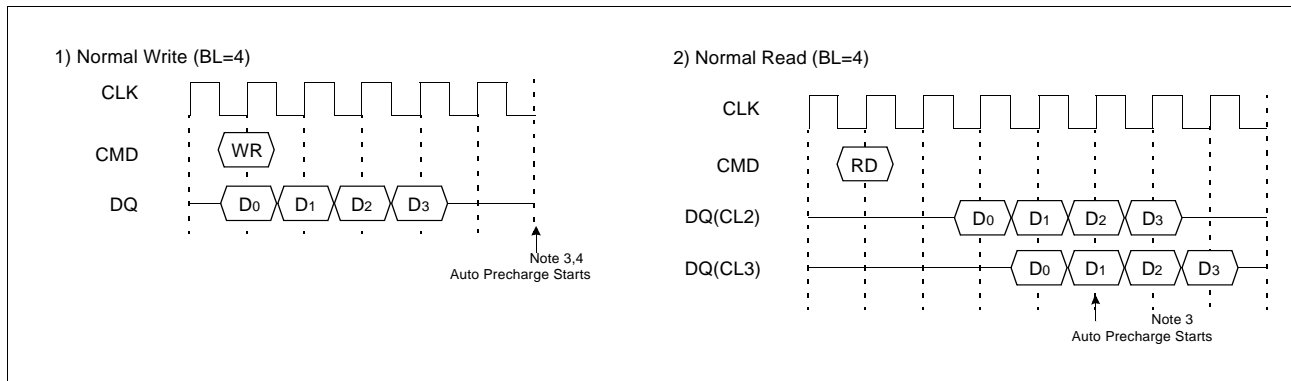 1) Normal Write (BL=4)
CLK
CMD
WR
DQ
D0 D1 D2 D3
Note 3,4
Auto Precharge Starts
2) Normal Read (BL=4)
CLK
CMD
RD
DQ(CL2)
D0 D1 D2 D3
DQ(CL3)
D0 D1 D2 D3
Note 3
Auto Precharge Starts